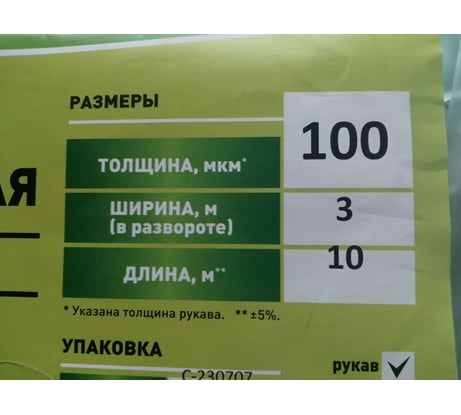 РАЗМЕРЫ
ТОЛЩИНА, мкм* 100
ШИРИНА, м
(в развороте) 3
ДЛИНА, м** 10
* Указана толщина рукава. **±5%.
УПАКОВКА
рукав
С-230707